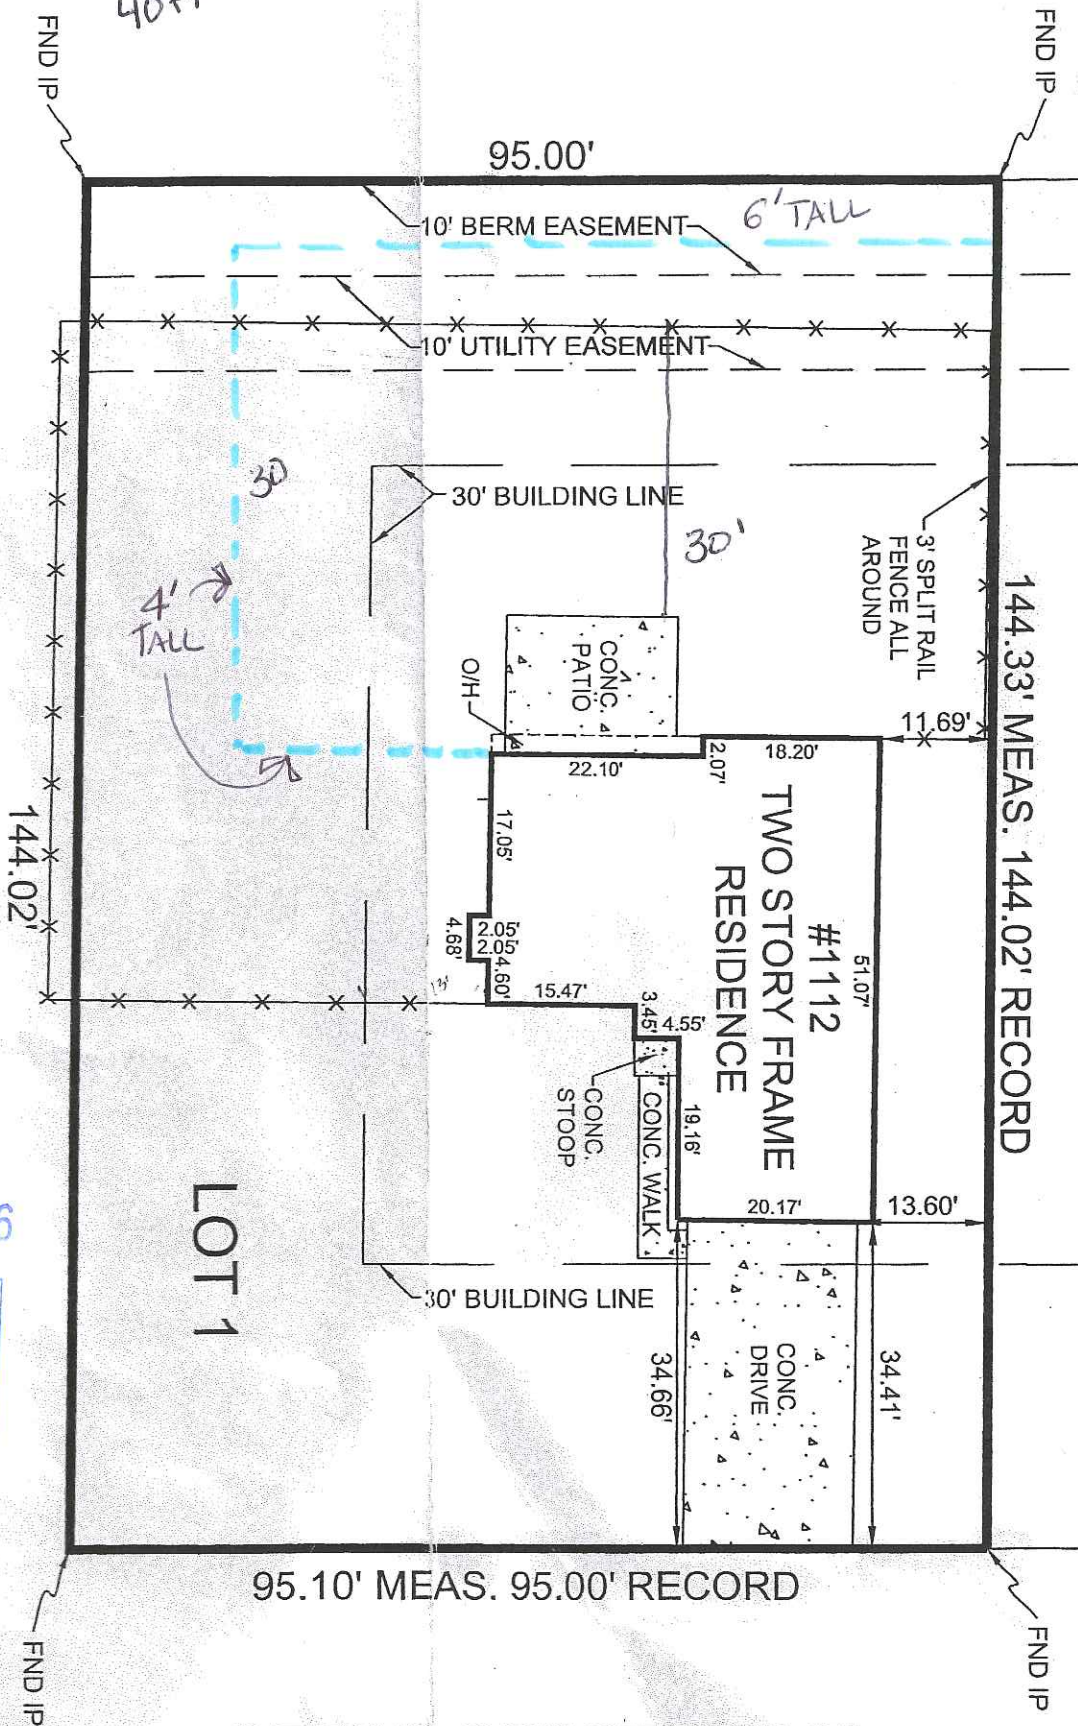 FND IP
FND IP
95.00'
10' BERM EASEMENT
6' TALL
10' UTILITY EASEMENT
30
30' BUILDING LINE
30'
3' SPLIT RAIL
FENCE ALL
AROUND
144.33' MEAS. 144.02' RECORD
4'
TALL
CONC.
PATIO
O/H
11.69'
2.07'
18.20'
22.10'
17.05'
TWO STORY FRAME
RESIDENCE
#1112
51.07'
144.02'
2.05'
2.05'
4.68'
4.60'
13'
15.47'
3.45'
4.55'
CONC.
STOOP
CONC. WALK
19.16'
20.17'
13.60'
LOT 1
30' BUILDING LINE
34.66'
CONC.
DRIVE
34.41'
95.10' MEAS. 95.00' RECORD
FND IP
FND IP